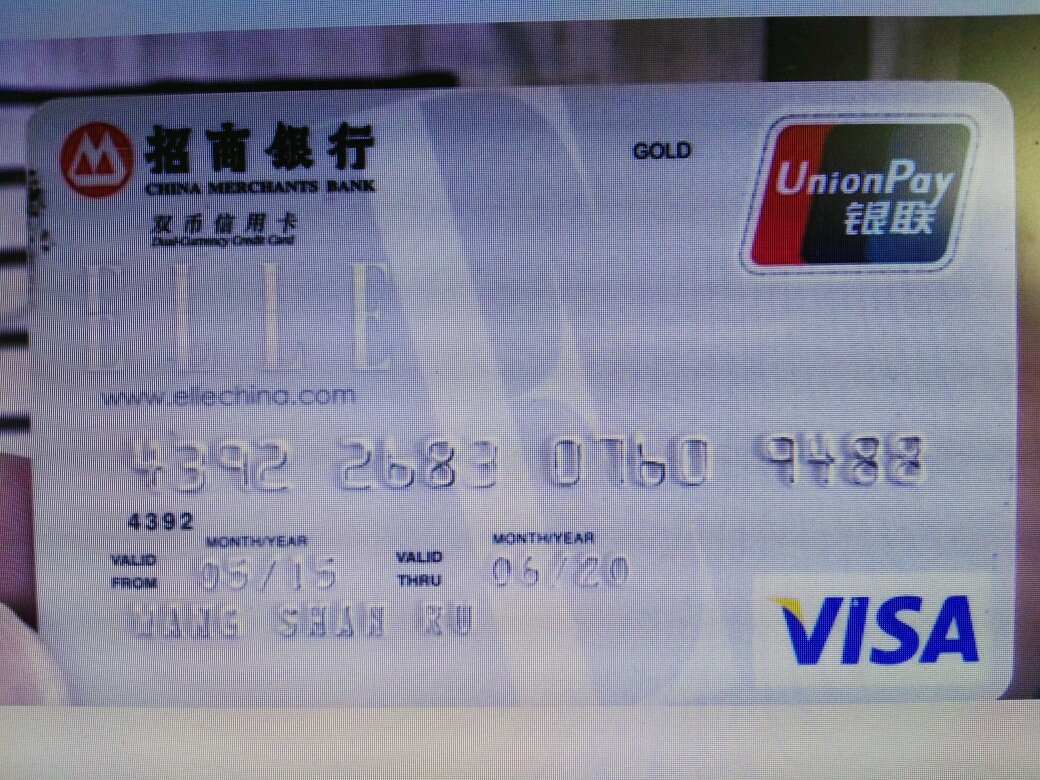 招商银行
CHINA MERCHANTS BANK
双币信用卡
Dual-Currency Credit Card
GOLD
UnionPay
银联
ELLE
www.ellechina.com
4392 2683 0760 9488
4392
MONTH/YEAR MONTH/YEAR
VALID FROM 05/15 VALID THRU 06/20
WANG SHAN
VISA